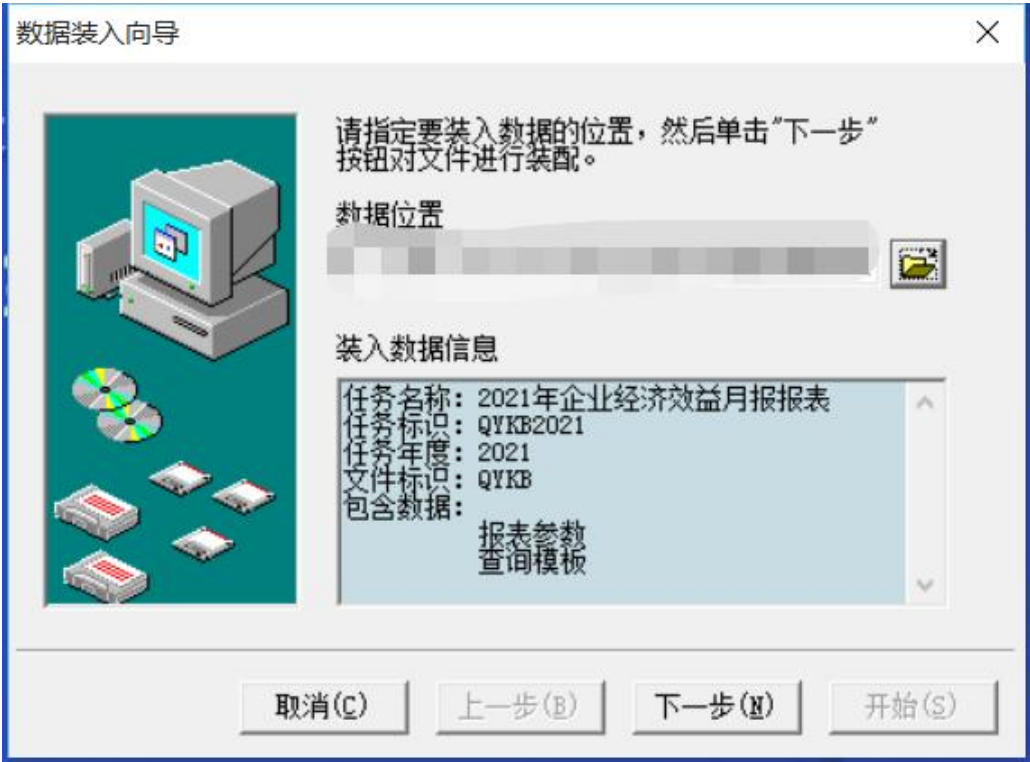 数据装入向导
请指定要装入数据的位置，然后单击"下一步"
按钮对文件进行装配。
数据位置
装入数据信息
任务名称：2021年企业经济效益月报报表
任务标识：QYKB2021
任务年度：2021
文件标识：QYKB
包含数据：
报表参数
查询模板
取消(C)
上一步(B)
下一步(N)
开始(S)